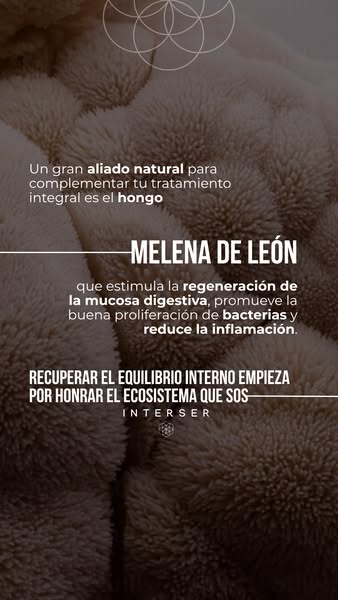 Un gran aliado natural para
complementar tu tratamiento
integral es el hongo
MELENA DE LEÓN
que estimula la regeneración de
la mucosa digestiva, promueve la
buena proliferación de bacterias y
reduce la inflamación.
RECUPERAR EL EQUILIBRIO INTERNO EMPIEZA
POR HONRAR EL ECOSISTEMA QUE SOS
INTERSER